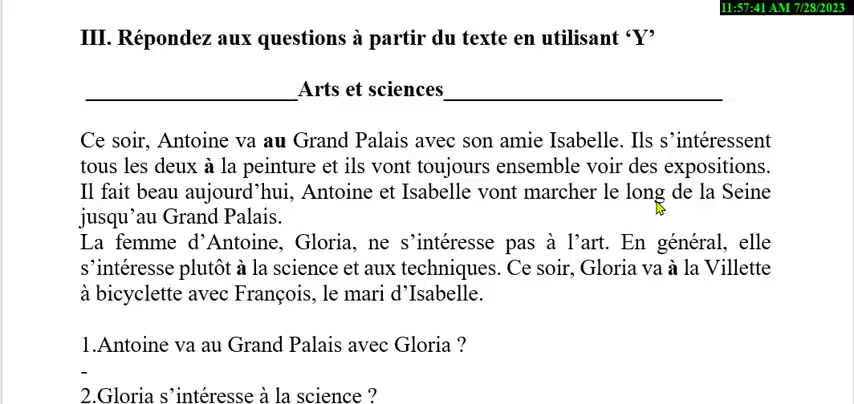 11:57:41 AM 7/28/2023
III. Répondez aux questions à partir du texte en utilisant ‘Y’
___________________Arts et sciences_________________________
Ce soir, Antoine va au Grand Palais avec son amie Isabelle. Ils s’intéressent
tous les deux à la peinture et ils vont toujours ensemble voir des expositions.
Il fait beau aujourd’hui, Antoine et Isabelle vont marcher le long de la Seine
jusqu’au Grand Palais.
La femme d’Antoine, Gloria, ne s’intéresse pas à l’art. En général, elle
s’intéresse plutôt à la science et aux techniques. Ce soir, Gloria va à la Villette
à bicyclette avec François, le mari d’Isabelle.
1.Antoine va au Grand Palais avec Gloria ?
-
2.Gloria s’intéresse à la science ?